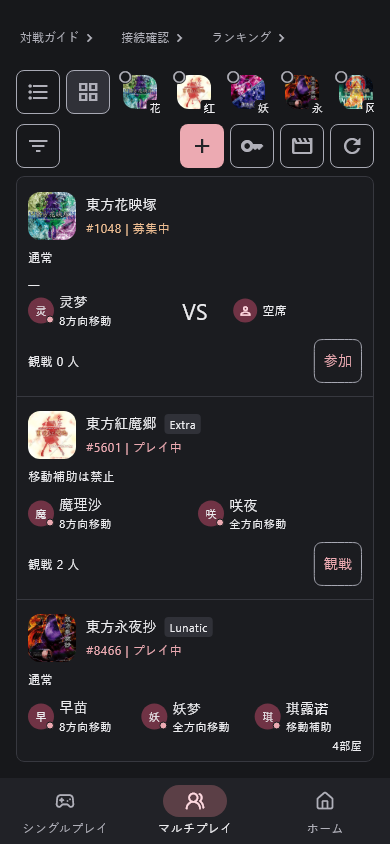 対戦ガイド 接続確認 ランキング
花 红 妖 永
東方花映塚
#1048 | 募集中
通常
—
灵 灵梦 VS 空席
8方向移動
観戦 0 人 参加
東方紅魔郷 Extra
#5601 | プレイ中
移動補助は禁止
魔 魔理沙 咲 咲夜
8方向移動 全方向移動
観戦 2 人 観戦
東方永夜抄 Lunatic
#8466 | プレイ中
通常
早 早苗 妖 妖梦 琪 琪露诺
8方向移動 全方向移動 移動補助
4部屋
シングルプレイ マルチプレイ ホーム